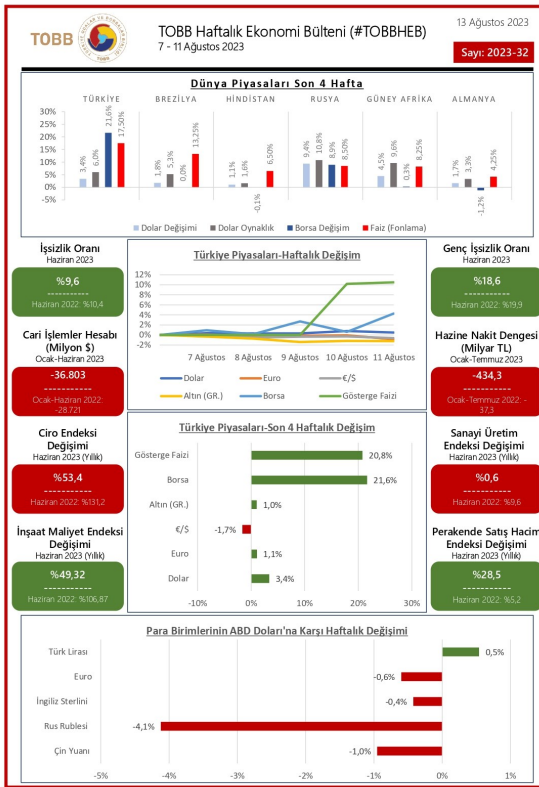 TOBB
TOBB Haftalık Ekonomi Bülteni (#TOBBHEB)
7 - 11 Ağustos 2023
13 Ağustos 2023
Sayı: 2023-32
Dünya Piyasaları Son 4 Hafta
TÜRKİYE BREZİLYA HİNDİSTAN RUSYA GÜNEY AFRİKA ALMANYA
30%
25%
20%
15%
10%
5%
0%
-5%
3,4% 6,0% 21,6% 17,50%
1,8% 5,3% 0,0% 13,25%
1,1% 1,6% -0,1% 6,50%
9,4% 10,8% 8,9% 8,50%
4,5% 9,6% 0,3% 8,25%
1,7% 3,3% -1,2% 4,25%
Dolar Değişimi Dolar Oynaklık Borsa Değişim Faiz (Fonlama)
İşsizlik Oranı
Haziran 2023
%9,6
-----------
Haziran 2022: %10,4
Cari İşlemler Hesabı
(Milyon $)
Ocak-Haziran 2023
-36.803
-----------
Ocak-Haziran 2022:
-28.721
Ciro Endeksi
Değişimi
Haziran 2023 (Yıllık)
%53,4
-----------
Haziran 2022: %131,2
İnşaat Maliyet Endeksi
Değişimi
Haziran 2023 (Yıllık)
%49,32
-----------
Haziran 2022: %106,87
Türkiye Piyasaları-Haftalık Değişim
12%
10%
8%
6%
4%
2%
0%
-2%
7 Ağustos 8 Ağustos 9 Ağustos 10 Ağustos 11 Ağustos
Dolar Euro €/$
Altın (GR.) Borsa Gösterge Faizi
Türkiye Piyasaları-Son 4 Haftalık Değişim
Gösterge Faizi 20,8%
Borsa 21,6%
Altın (GR.) 1,0%
€/$ -1,7%
Euro 1,1%
Dolar 3,4%
-10% 0% 10% 20% 30%
Genç İşsizlik Oranı
Haziran 2023
%18,6
-----------
Haziran 2022: %19,9
Hazine Nakit Dengesi
(Milyar TL)
Ocak-Temmuz 2023
-434,3
-----------
Ocak-Temmuz 2022: -
37,3
Sanayi Üretim
Endeksi Değişimi
Haziran 2023 (Yıllık)
%0,6
-----------
Haziran 2022: %9,6
Perakende Satış Hacim
Endeksi Değişimi
Haziran 2023 (Yıllık)
%28,5
-----------
Haziran 2022: %5,2
Para Birimlerinin ABD Doları'na Karşı Haftalık Değişimi
Türk Lirası 0,5%
Euro -0,6%
İngiliz Sterlini -0,4%
Rus Rublesi -4,1%
Çin Yuanı -1,0%
-5% -4% -3% -2% -1% 0% 1%